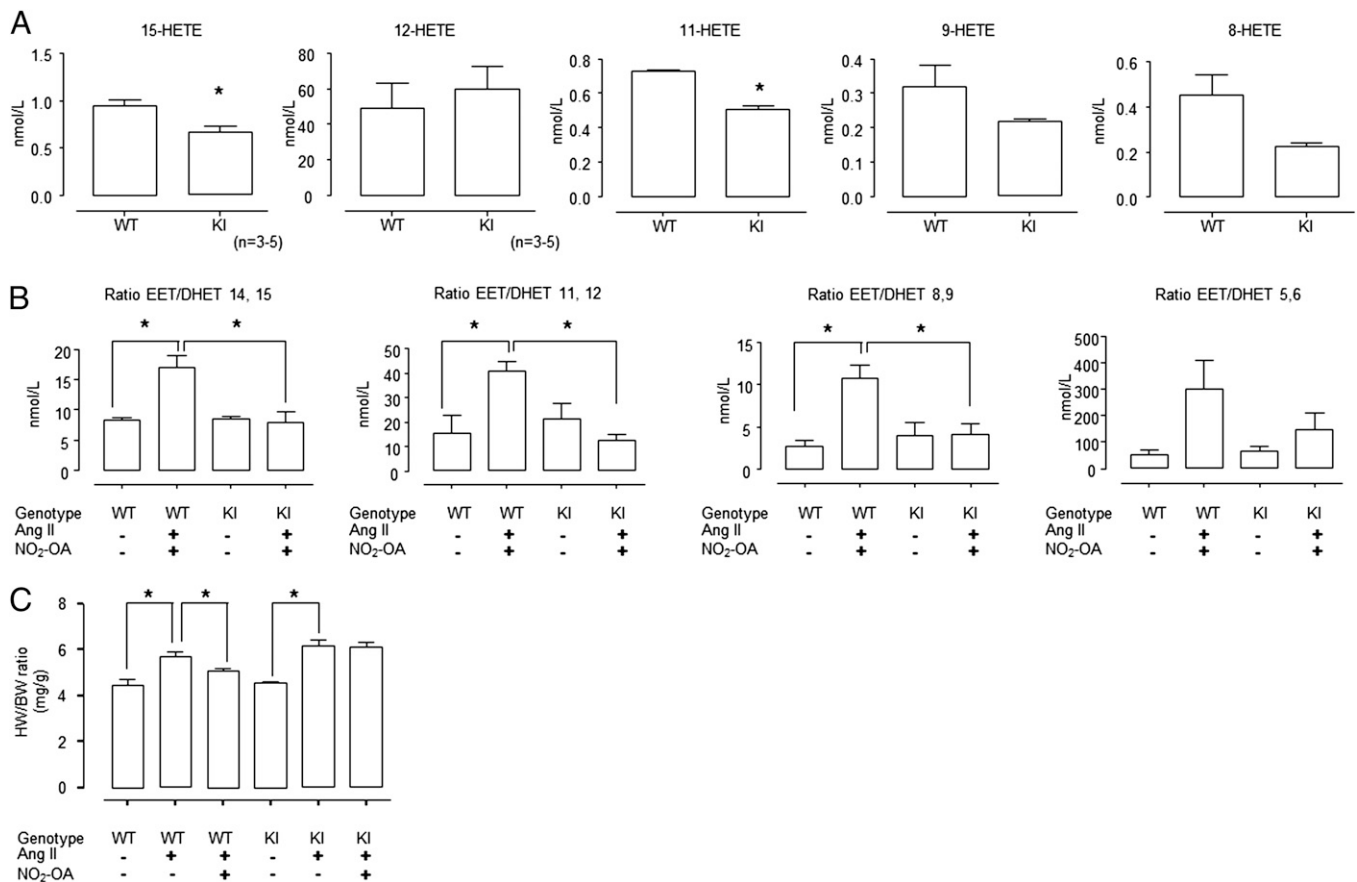 A
15-HETE
12-HETE
11-HETE
9-HETE
8-HETE
nmol/L
1.5
1.0
0.5
0.0
*
WT KI
(n=3-5)
nmol/L
80
60
40
20
0
WT KI
(n=3-5)
nmol/L
0.8
0.6
0.4
0.2
0.0
*
WT KI
nmol/L
0.4
0.3
0.2
0.1
0.0
WT KI
nmol/L
0.6
0.4
0.2
0.0
WT KI
B
Ratio EET/DHET 14, 15
* *
nmol/L
20
15
10
5
0
Genotype WT WT KI KI
Ang II - + - +
NO2-OA - + - +
Ratio EET/DHET 11, 12
* *
nmol/L
50
40
30
20
10
0
Genotype WT WT KI KI
Ang II - + - +
NO2-OA - + - +
Ratio EET/DHET 8,9
* *
nmol/L
15
10
5
0
Genotype WT WT KI KI
Ang II - + - +
NO2-OA - + - +
Ratio EET/DHET 5,6
nmol/L
500
400
300
200
100
0
Genotype WT WT KI KI
Ang II - + - +
NO2-OA - + - +
C
* * *
HW/BW ratio
(mg/g)
8
6
4
2
0
Genotype WT WT WT KI KI KI
Ang II - + + - + +
NO2-OA - - + - - +